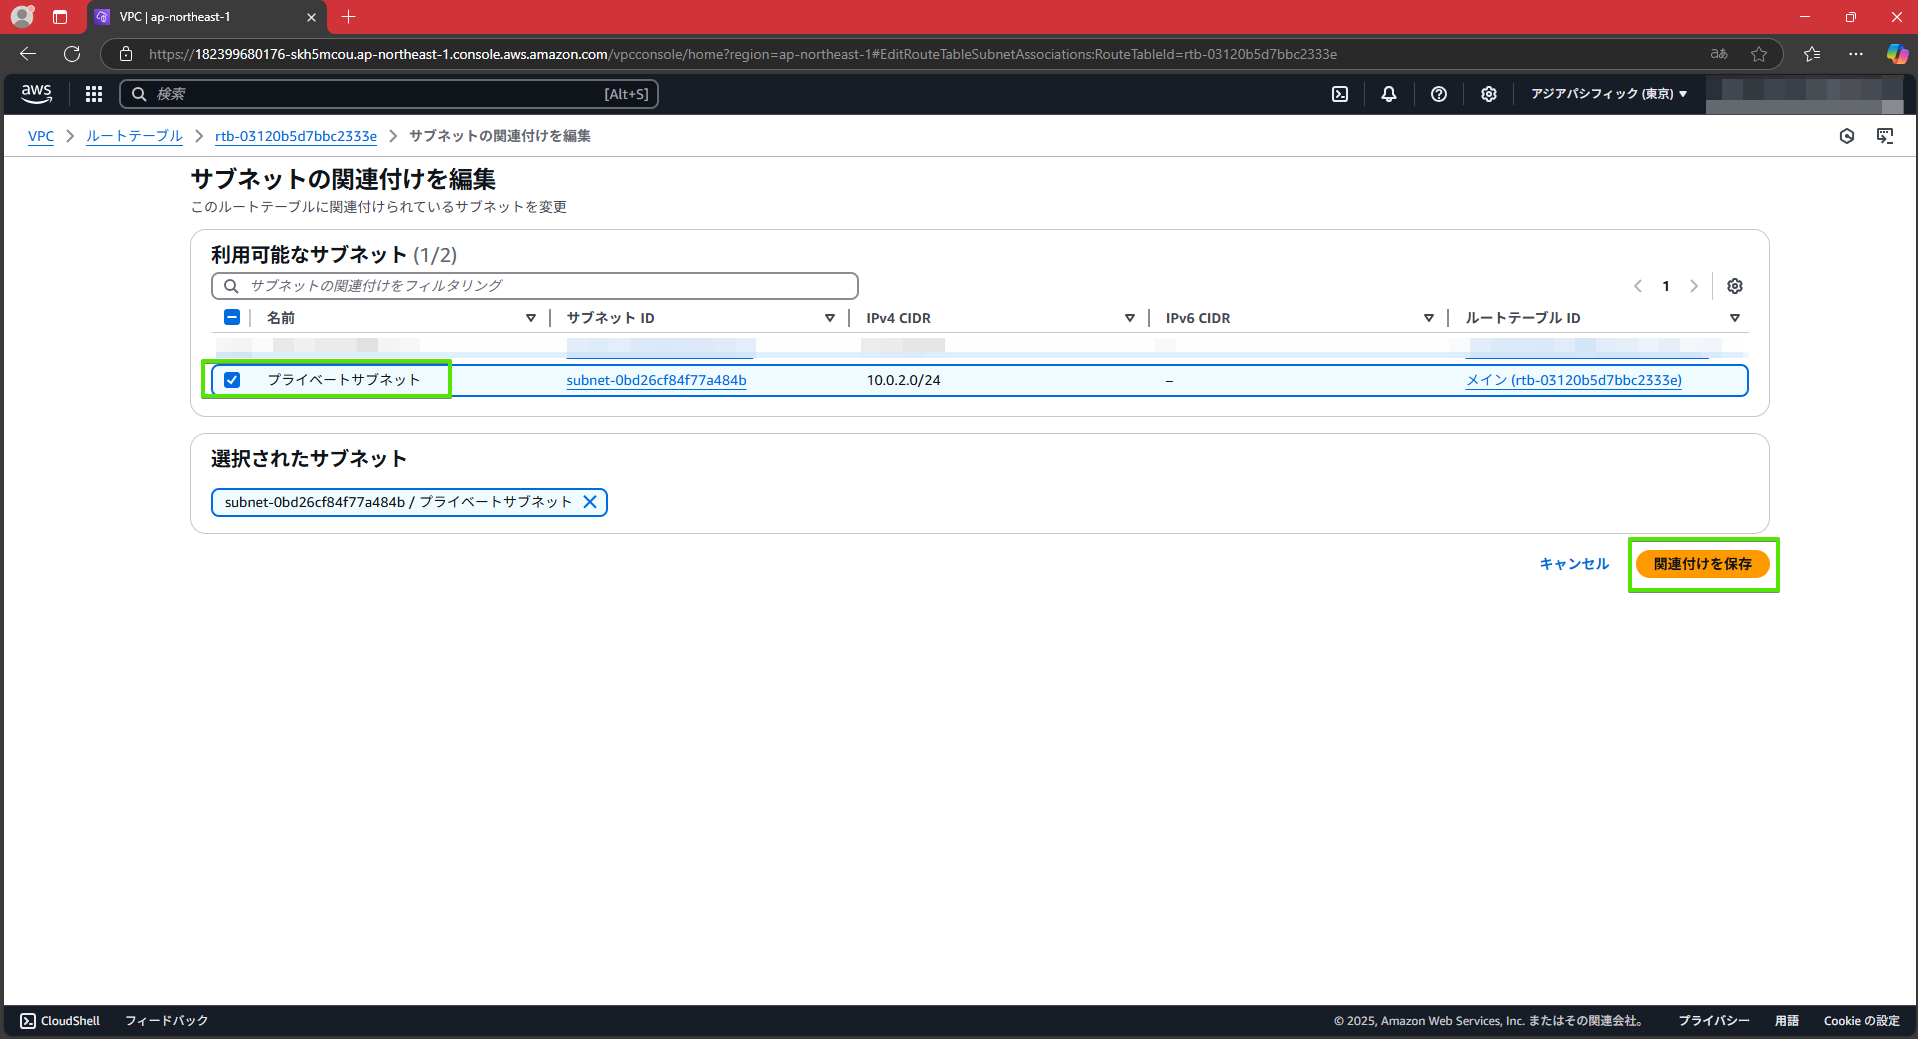 VPC | ap-northeast-1
https://182399680176-skh5mcou.ap-northeast-1.console.aws.amazon.com/vpcconsole/home?region=ap-northeast-1#EditRouteTableSubnetAssociations:RouteTableId=rtb-03120b5d7bbc2333e
aあ
aws
検索
[Alt+S]
アジアパシフィック (東京)
VPC
ルートテーブル
rtb-03120b5d7bbc2333e
サブネットの関連付けを編集
サブネットの関連付けを編集
このルートテーブルに関連付けられているサブネットを変更
利用可能なサブネット (1/2)
サブネットの関連付けをフィルタリング
1
名前
サブネット ID
IPv4 CIDR
IPv6 CIDR
ルートテーブル ID
プライベートサブネット
subnet-0bd26cf84f77a484b
10.0.2.0/24
–
メイン (rtb-03120b5d7bbc2333e)
選択されたサブネット
subnet-0bd26cf84f77a484b / プライベートサブネット
キャンセル
関連付けを保存
CloudShell
フィードバック
© 2025, Amazon Web Services, Inc. またはその関連会社。
プライバシー
用語
Cookie の設定